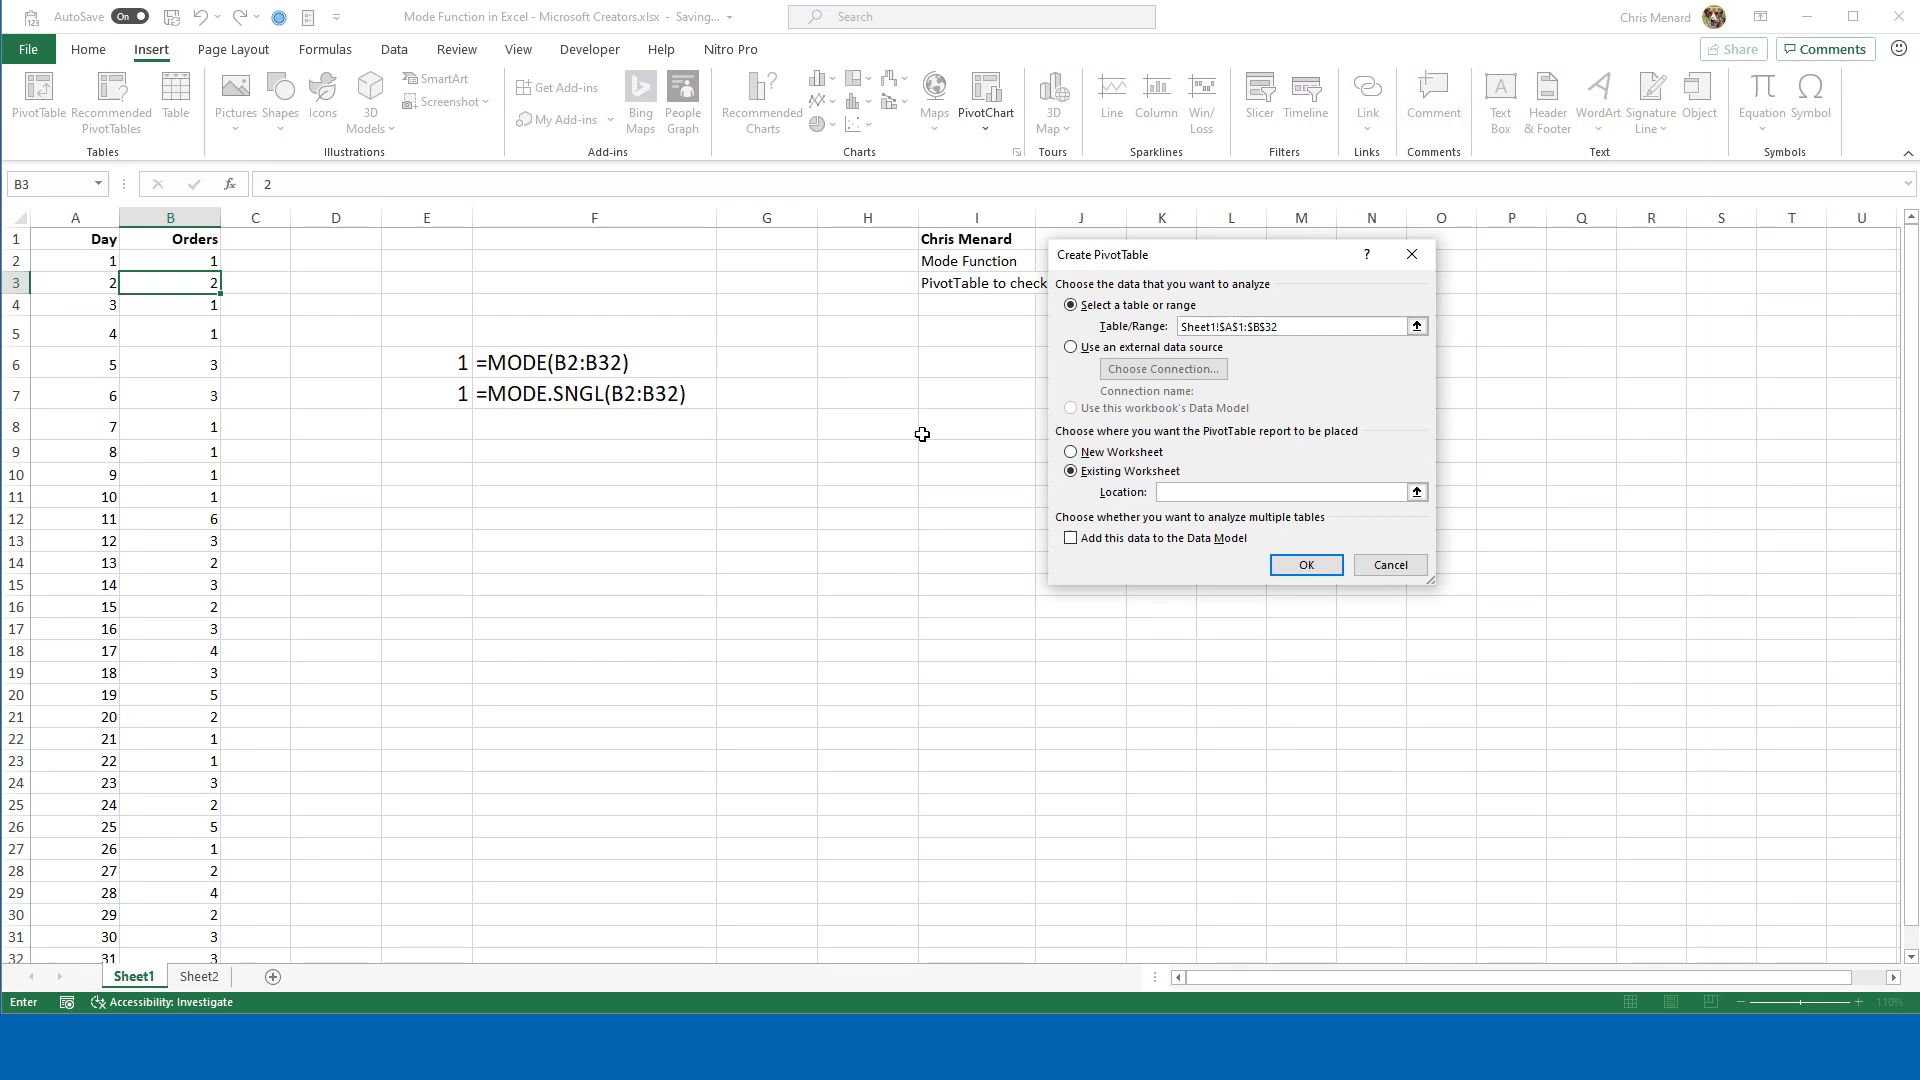 AutoSave On Mode Function in Excel - Microsoft Creators.xlsx - Saving... Search Chris Menard
File Home Insert Page Layout Formulas Data Review View Developer Help Nitro Pro Share Comments
PivotTable Recommended PivotTables Table Pictures Shapes Icons 3D Models SmartArt Screenshot Get Add-ins My Add-ins Bing Maps People Graph Recommended Charts Maps PivotChart 3D Map Line Column Win/Loss Slicer Timeline Link Comment Text Box Header & Footer WordArt Signature Line Object Equation Symbol
Tables Illustrations Add-ins Charts Tours Sparklines Filters Links Comments Text Symbols
B3 fx 2
A B C D E F G H I J K L M N O P Q R S T U
1 Day Orders Chris Menard
2 1 1 Mode Function
3 2 2 PivotTable to check
4 3 1
5 4 1
6 5 3 1 =MODE(B2:B32)
7 6 3 1 =MODE.SNGL(B2:B32)
8 7 1
9 8 1
10 9 1
11 10 1
12 11 6
13 12 3
14 13 2
15 14 3
16 15 2
17 16 3
18 17 4
19 18 3
20 19 5
21 20 2
22 21 1
23 22 1
24 23 3
25 24 2
26 25 5
27 26 1
28 27 2
29 28 4
30 29 2
31 30 3
32 31 3
Create PivotTable ?
Choose the data that you want to analyze
Select a table or range
Table/Range: Sheet1!$A$1:$B$32
Use an external data source
Choose Connection...
Connection name:
Use this workbook's Data Model
Choose where you want the PivotTable report to be placed
New Worksheet
Existing Worksheet
Location:
Choose whether you want to analyze multiple tables
Add this data to the Data Model
OK Cancel
Sheet1 Sheet2
Enter Accessibility: Investigate 110%